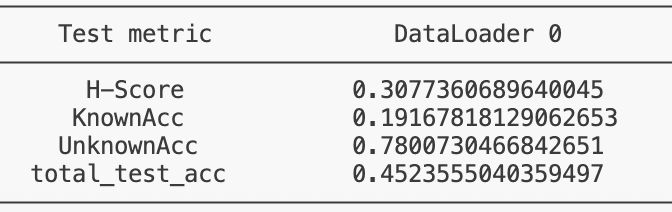 Test metric DataLoader 0
H-Score 0.3077360689640045
KnownAcc 0.19167818129062653
UnknownAcc 0.7800730466842651
total_test_acc 0.4523555040359497